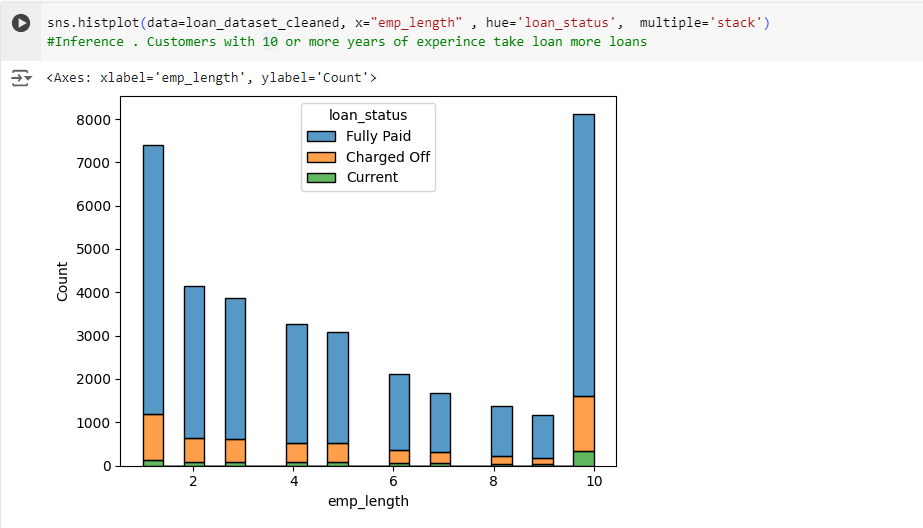 sns.histplot(data=loan_dataset_cleaned, x="emp_length" , hue='loan_status',  multiple='stack')
#Inference . Customers with 10 or more years of experince take loan more loans
<Axes: xlabel='emp_length', ylabel='Count'>
loan_status
Fully Paid
Charged Off
Current
8000
7000
6000
5000
4000
3000
2000
1000
0
Count
2 4 6 8 10
emp_length